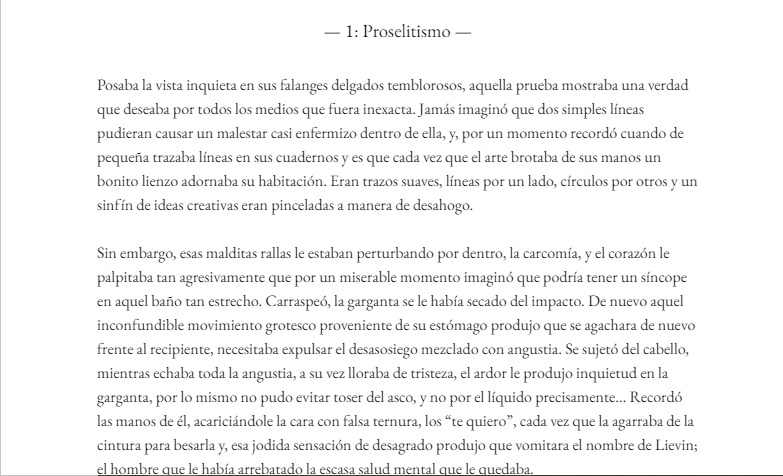 — 1: Proselitismo —
Posaba la vista inquieta en sus falanges delgados temblorosos, aquella prueba mostraba una verdad
que deseaba por todos los medios que fuera inexacta. Jamás imaginó que dos simples líneas
pudieran causar un malestar casi enfermizo dentro de ella, y, por un momento recordó cuando de
pequeña trazaba líneas en sus cuadernos y es que cada vez que el arte brotaba de sus manos un
bonito lienzo adornaba su habitación. Eran trazos suaves, líneas por un lado, círculos por otros y un
sinfín de ideas creativas eran pinceladas a manera de desahogo.
Sin embargo, esas malditas rallas le estaban perturbando por dentro, la carcomía, y el corazón le
palpitaba tan agresivamente que por un miserable momento imaginó que podría tener un síncope
en aquel baño tan estrecho. Carraspeó, la garganta se le había secado del impacto. De nuevo aquel
inconfundible movimiento grotesco proveniente de su estómago produjo que se agachara de nuevo
frente al recipiente, necesitaba expulsar el desasosiego mezclado con angustia. Se sujetó del cabello,
mientras echaba toda la angustia, a su vez lloraba de tristeza, el ardor le produjo inquietud en la
garganta, por lo mismo no pudo evitar toser del asco, y no por el líquido precisamente... Recordó
las manos de él, acariciándole la cara con falsa ternura, los “te quiero”, cada vez que la agarraba de la
cintura para besarla y, esa jodida sensación de desagrado produjo que vomitara el nombre de Lievin;
el hombre que le había arrebatado la escasa salud mental que le quedaba.